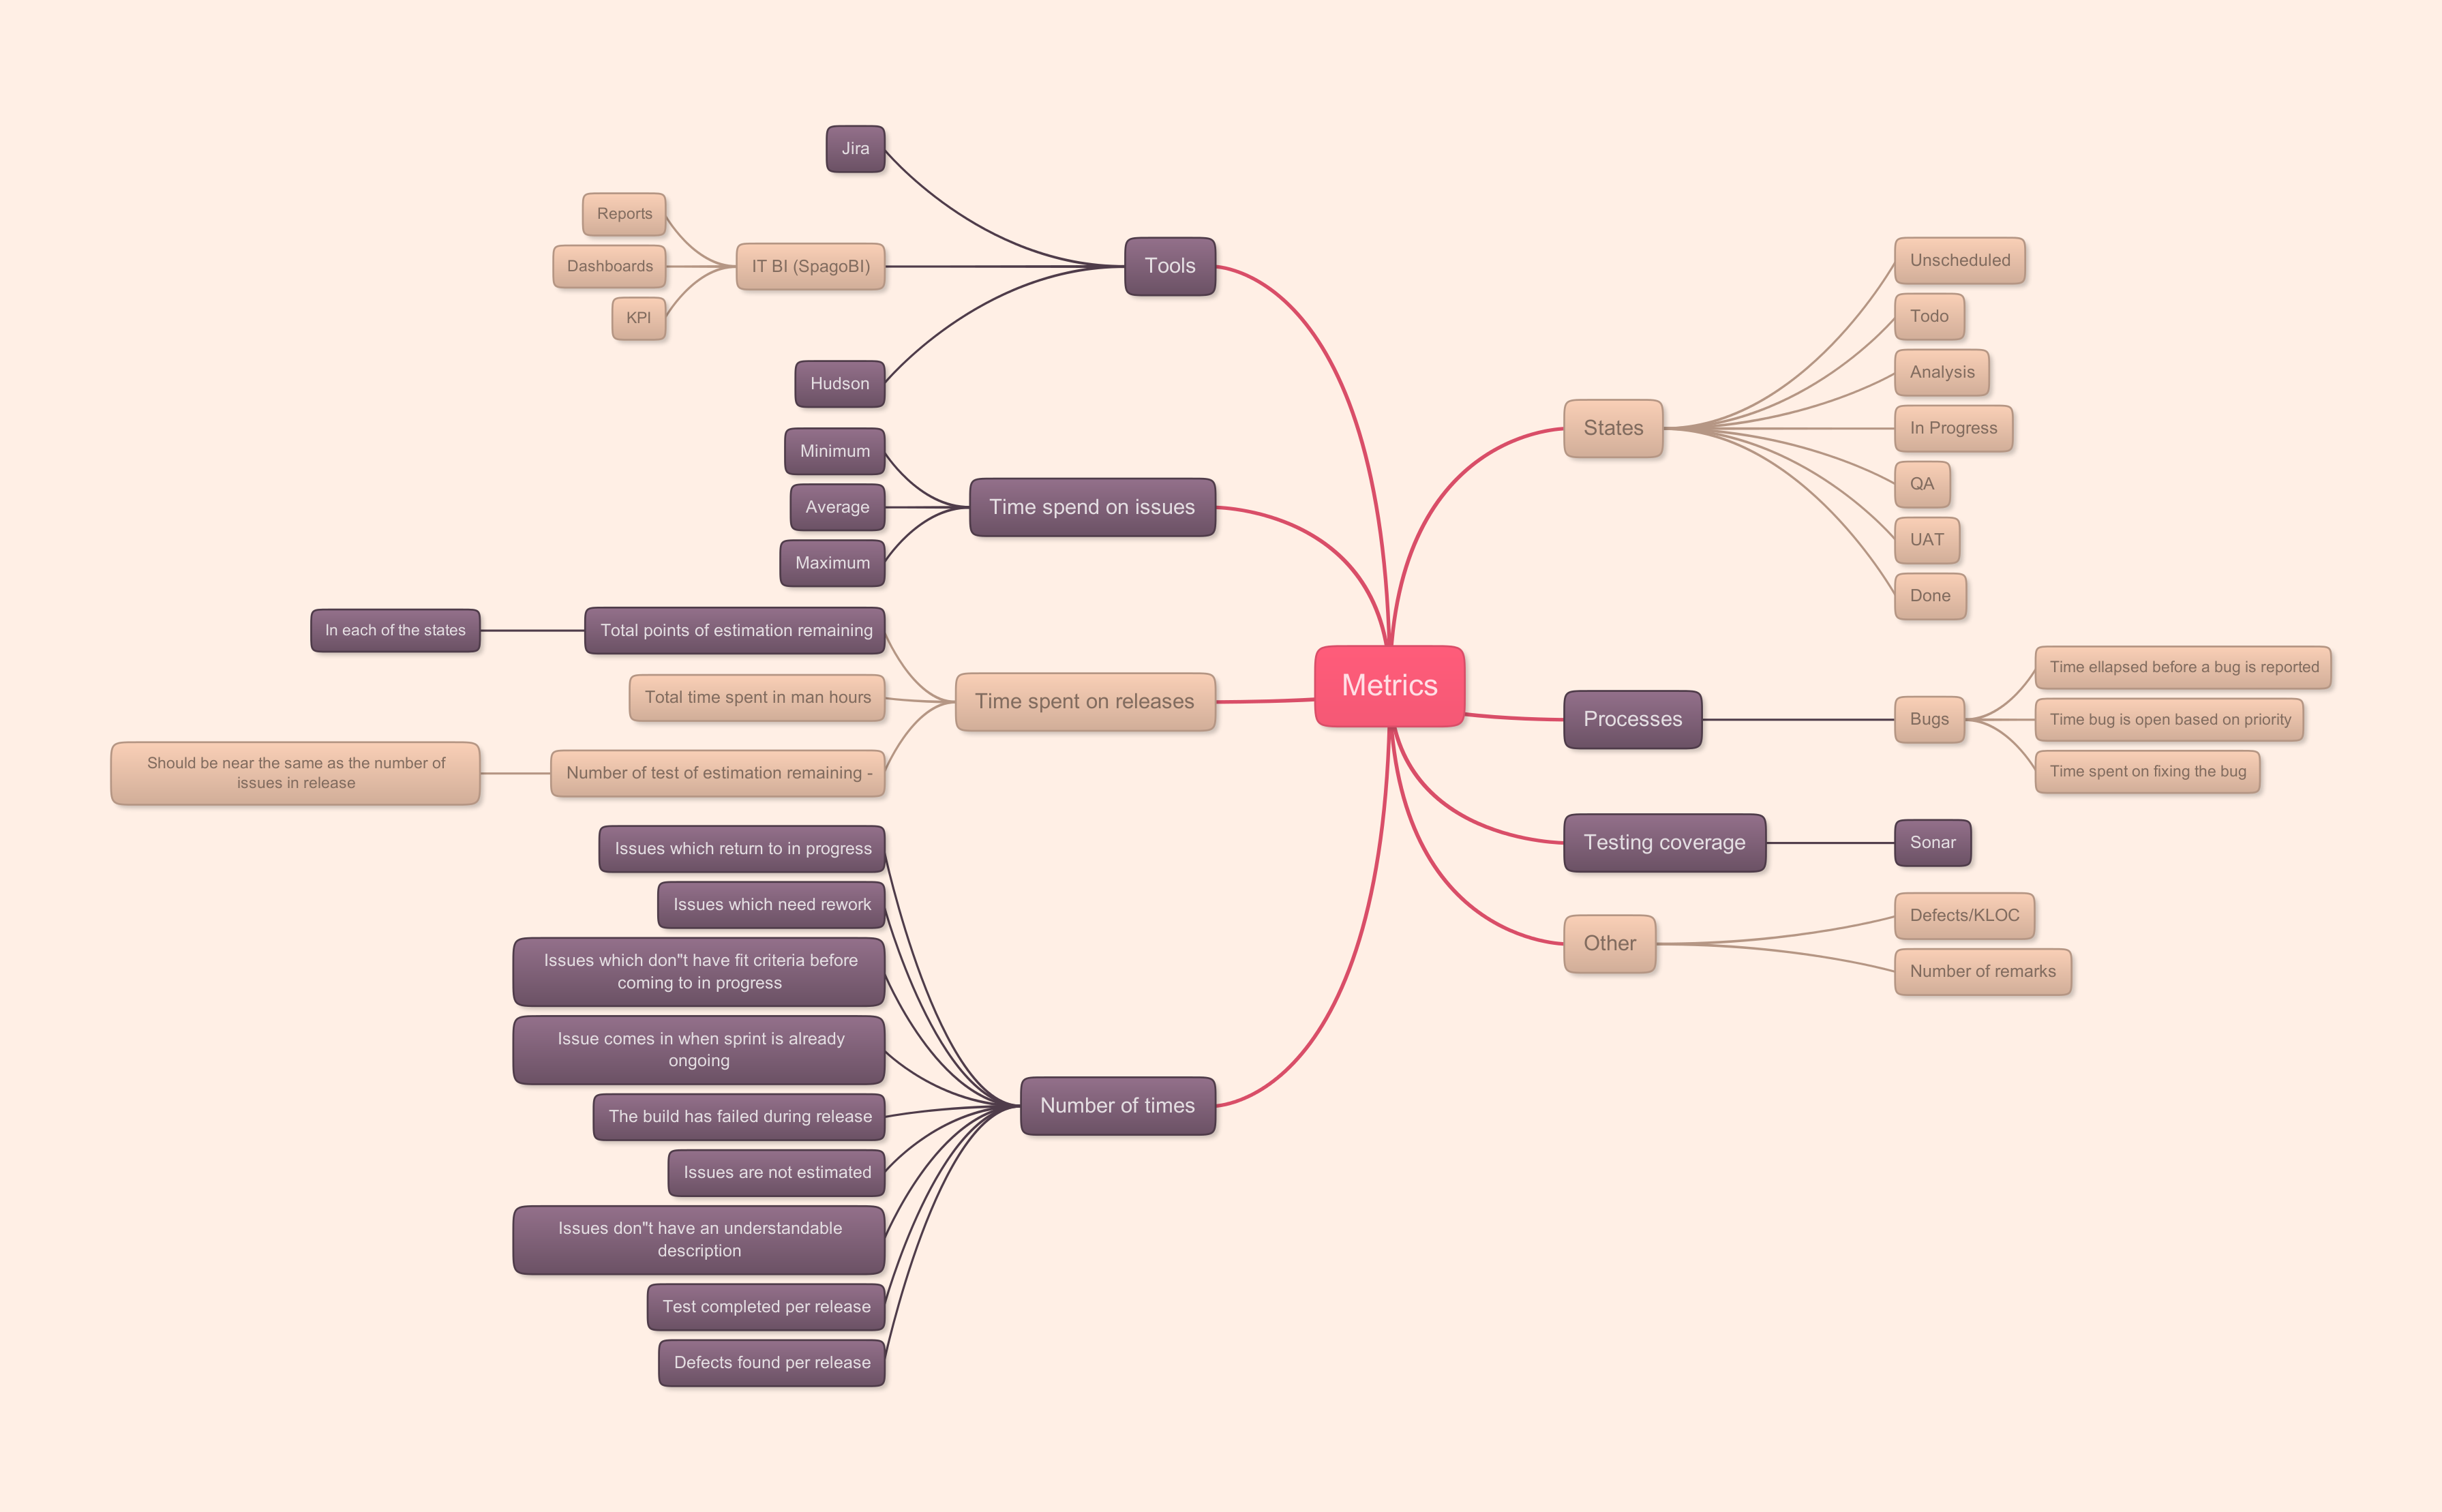 Metrics
Tools
Jira
IT BI (SpagoBI)
Reports
Dashboards
KPI
Hudson
Time spend on issues
Minimum
Average
Maximum
Time spent on releases
Total points of estimation remaining
In each of the states
Total time spent in man hours
Number of test of estimation remaining -
Should be near the same as the number of
issues in release
Number of times
Issues which return to in progress
Issues which need rework
Issues which don"t have fit criteria before
coming to in progress
Issue comes in when sprint is already
ongoing
The build has failed during release
Issues are not estimated
Issues don"t have an understandable
description
Test completed per release
Defects found per release
States
Unscheduled
Todo
Analysis
In Progress
QA
UAT
Done
Processes
Bugs
Time ellapsed before a bug is reported
Time bug is open based on priority
Time spent on fixing the bug
Testing coverage
Sonar
Other
Defects/KLOC
Number of remarks